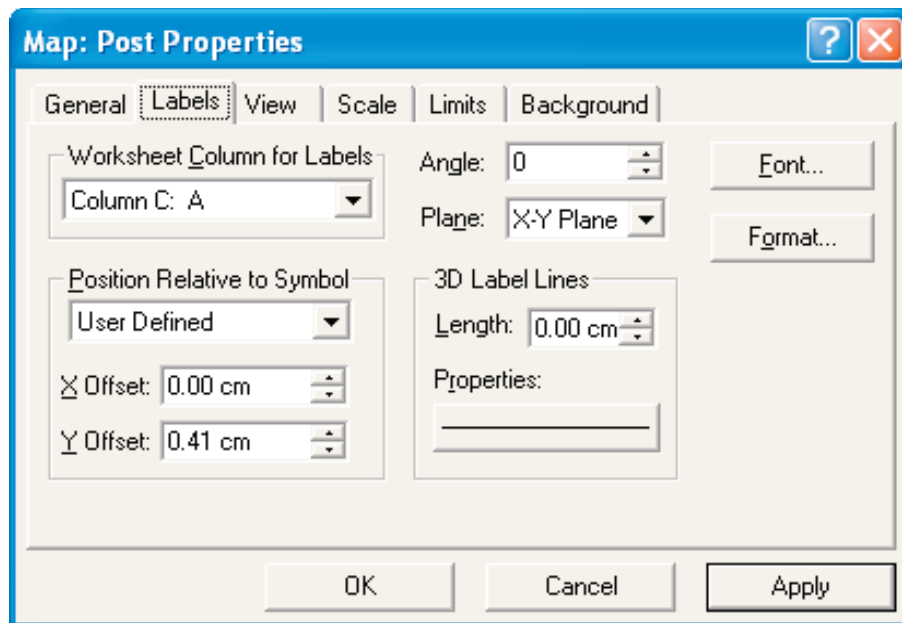 Map: Post Properties
General Labels View Scale Limits Background
Worksheet Column for Labels
Column C: A
Angle: 0
Font...
Plane: X-Y Plane
Format...
Position Relative to Symbol
User Defined
X Offset: 0.00 cm
Y Offset: 0.41 cm
3D Label Lines
Length: 0.00 cm
Properties:
OK Cancel Apply